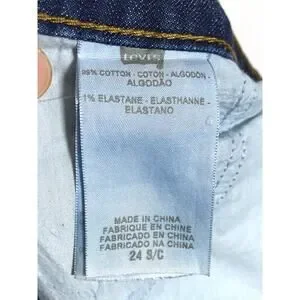 Levi's
99% COTTON - COTON - ALGODON -
ALGODÃO
1% ELASTANE - ELASTHANNE -
ELASTANO
MADE IN CHINA
FABRIQUE EN CHINE
FABRICADO EN CHINA
FABRICADO NA CHINA
24 S/C